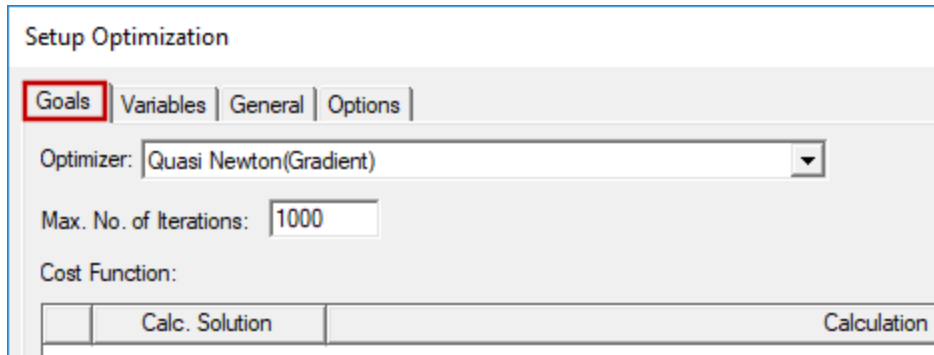 Setup Optimization
Goals Variables General Options
Optimizer: Quasi Newton(Gradient)
Max. No. of Iterations: 1000
Cost Function:
Calc. Solution Calculation